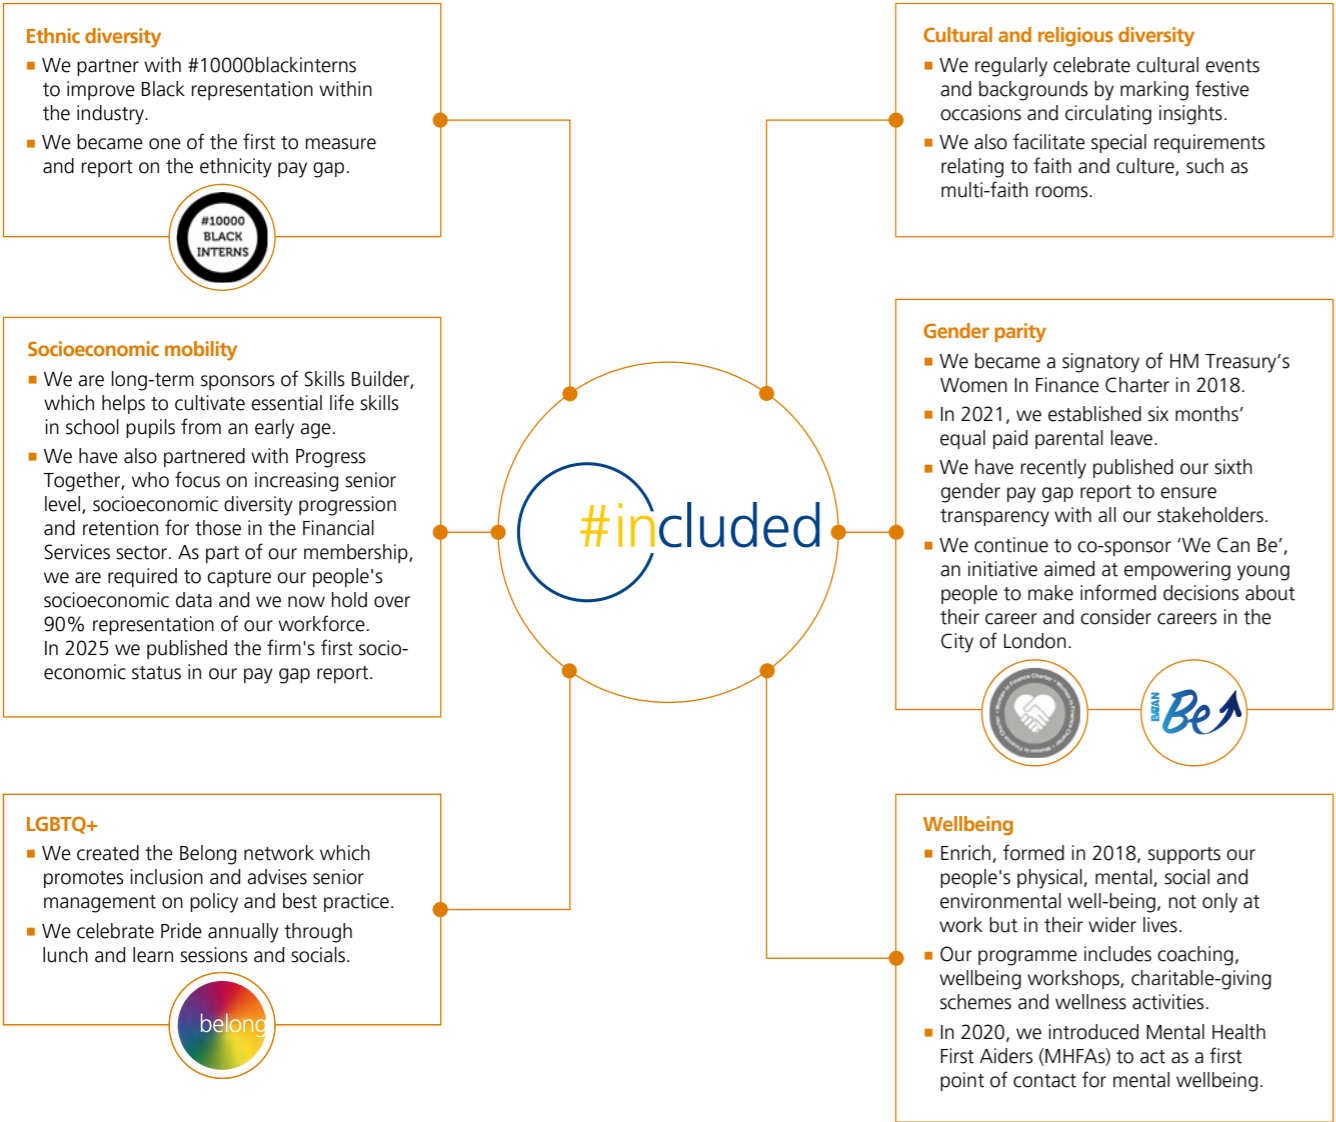 Ethnic diversity
We partner with #10000blackinterns
to improve Black representation within
the industry.
We became one of the first to measure
and report on the ethnicity pay gap.
#10000
BLACK
INTERNS
Socioeconomic mobility
We are long-term sponsors of Skills Builder,
which helps to cultivate essential life skills
in school pupils from an early age.
We have also partnered with Progress
Together, who focus on increasing senior
level, socioeconomic diversity progression
and retention for those in the Financial
Services sector. As part of our membership,
we are required to capture our people's
socioeconomic data and we now hold over
90% representation of our workforce.
In 2025 we published the firm's first socio-
economic status in our pay gap report.
LGBTQ+
We created the Belong network which
promotes inclusion and advises senior
management on policy and best practice.
We celebrate Pride annually through
lunch and learn sessions and socials.
belong
#included
Cultural and religious diversity
We regularly celebrate cultural events
and backgrounds by marking festive
occasions and circulating insights.
We also facilitate special requirements
relating to faith and culture, such as
multi-faith rooms.
Gender parity
We became a signatory of HM Treasury’s
Women In Finance Charter in 2018.
In 2021, we established six months’
equal paid parental leave.
We have recently published our sixth
gender pay gap report to ensure
transparency with all our stakeholders.
We continue to co-sponsor ‘We Can Be’,
an initiative aimed at empowering young
people to make informed decisions about
their career and consider careers in the
City of London.
Women in Finance Charter • Women in Finance Charter • Women in Finance Charter
Be
Wellbeing
Enrich, formed in 2018, supports our
people's physical, mental, social and
environmental well-being, not only at
work but in their wider lives.
Our programme includes coaching,
wellbeing workshops, charitable-giving
schemes and wellness activities.
In 2020, we introduced Mental Health
First Aiders (MHFAs) to act as a first
point of contact for mental wellbeing.